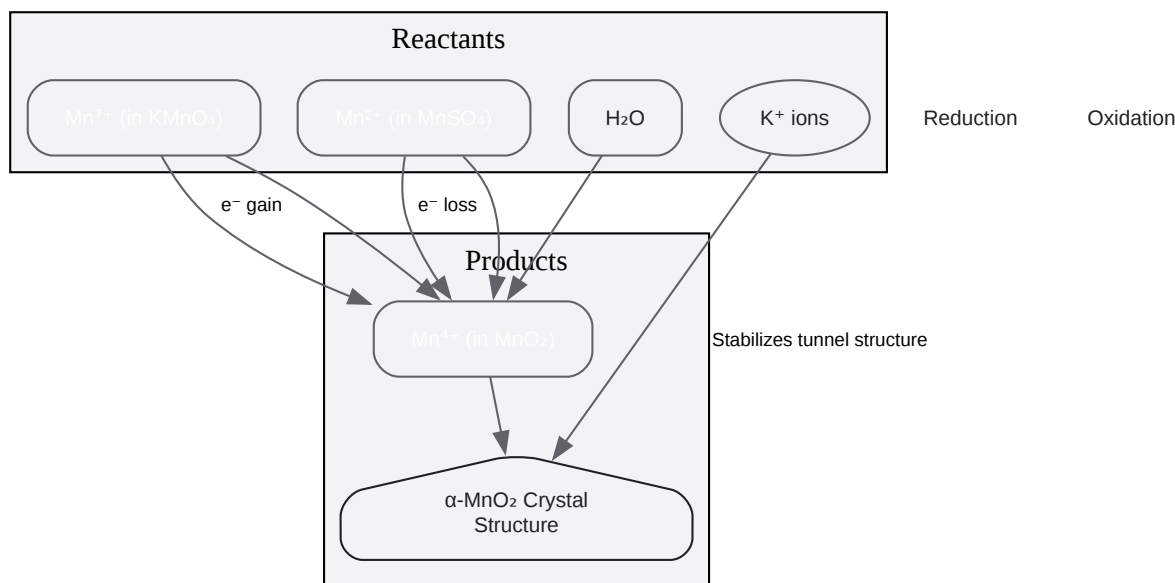 Reactants
Mn⁷⁺ (in KMnO₄)
Mn²⁺ (in MnSO₄)
H₂O
K⁺ ions
Reduction
Oxidation
e⁻ gain
e⁻ loss
Products
Mn⁴⁺ (in MnO₂)
Stabilizes tunnel structure
α-MnO₂ Crystal
Structure